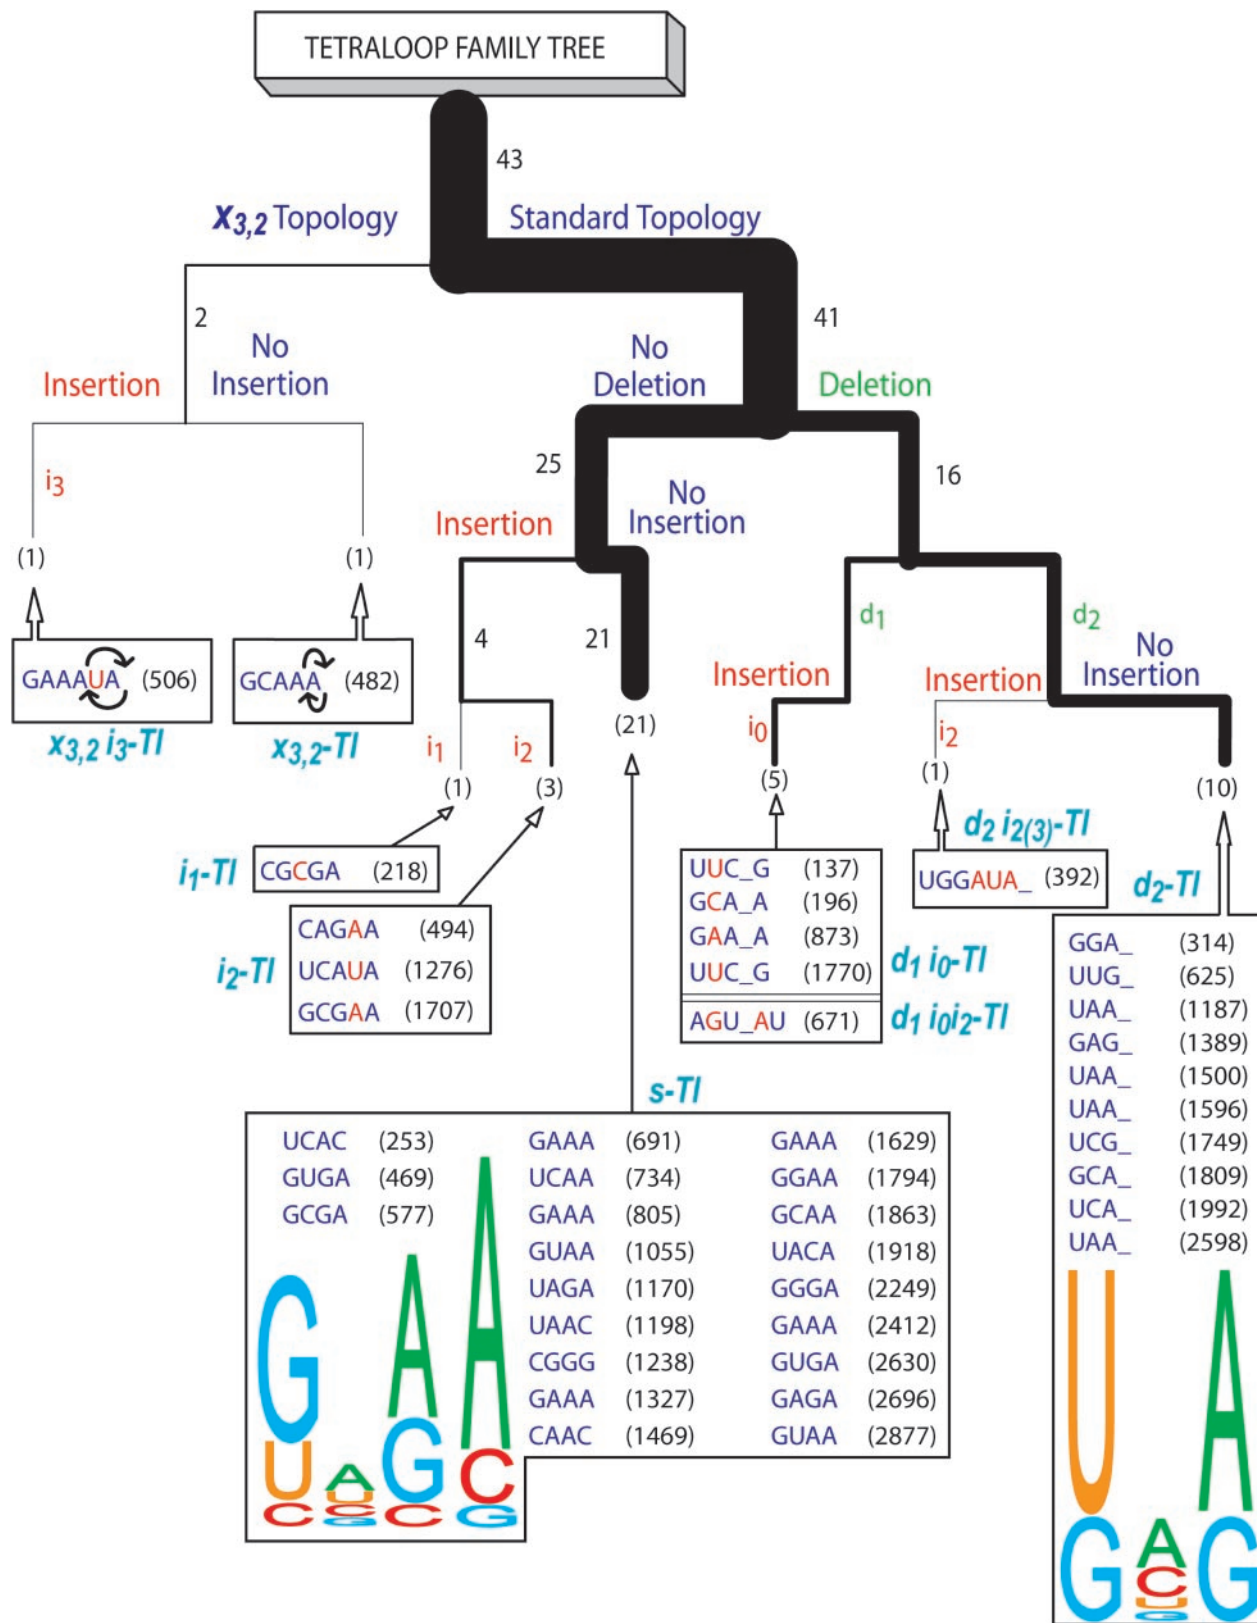 TETRALOOP FAMILY TREE
43
x3,2 Topology
Standard Topology
2
41
Insertion
No
Insertion
No
Deletion
Deletion
i3
25
16
Insertion
No
Insertion
(1)
(1)
GAAAUA (506)
x3,2 i3-Tl
GCAAA (482)
x3,2-Tl
4
21
i1
i2
(1)
(3)
(21)
d1
d2
Insertion
i0
(5)
Insertion
i2
(1)
No
Insertion
(10)
i1-Tl
CGCGA (218)
i2-Tl
CAGAA (494)
UCAUA (1276)
GCGAA (1707)
UUC_G (137)
GCA_A (196)
GAA_A (873)
UUC_G (1770)
d1 i0-Tl
AGU_AU (671)
d1 i0i2-Tl
d2 i2(3)-Tl
UGGAUA_ (392)
d2-Tl
GGA_ (314)
UUG_ (625)
UAA_ (1187)
GAG_ (1389)
UAA_ (1500)
UAA_ (1596)
UCG_ (1749)
GCA_ (1809)
UCA_ (1992)
UAA_ (2598)
U A
G A G
C
U
G
s-Tl
UCAC (253)
GUGA (469)
GCGA (577)
GAAA (691)
UCAA (734)
GAAA (805)
GUAA (1055)
UAGA (1170)
UAAC (1198)
CGGG (1238)
GAAA (1327)
CAAC (1469)
GAAA (1629)
GGAA (1794)
GCAA (1863)
UACA (1918)
GGGA (2249)
GAAA (2412)
GUGA (2630)
GAGA (2696)
GUAA (2877)
G A A A
U U G C
C C C G
G